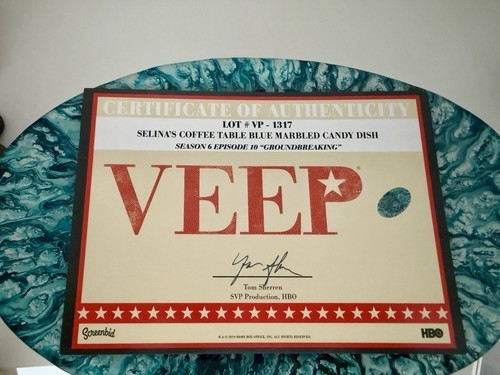 CERTIFICATE OF AUTHENTICITY
LOT # VP - 1317
SELINA'S COFFEE TABLE BLUE MARBLED CANDY DISH
SEASON 6 EPISODE 10 "GROUNDBREAKING"
VEEP
Tom Sherren
SVP Production, HBO
Screenbid
HBO